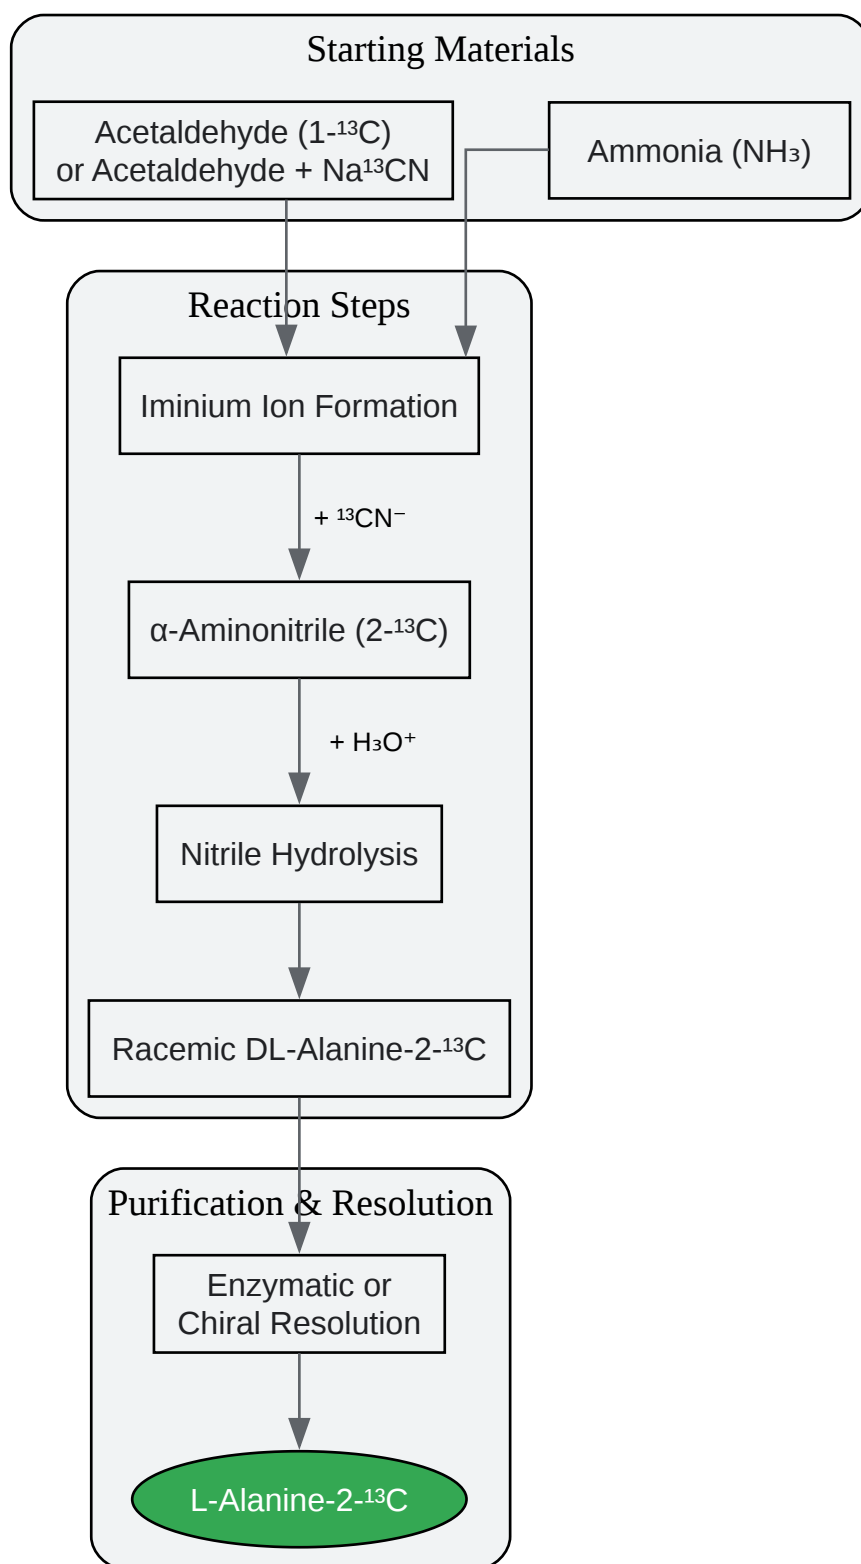 Starting Materials
Acetaldehyde (1-¹³C)
or Acetaldehyde + Na¹³CN
Ammonia (NH₃)
Reaction Steps
Iminium Ion Formation
+ ¹³CN⁻
α-Aminonitrile (2-¹³C)
+ H₃O⁺
Nitrile Hydrolysis
Racemic DL-Alanine-2-¹³C
Purification & Resolution
Enzymatic or
Chiral Resolution
L-Alanine-2-¹³C